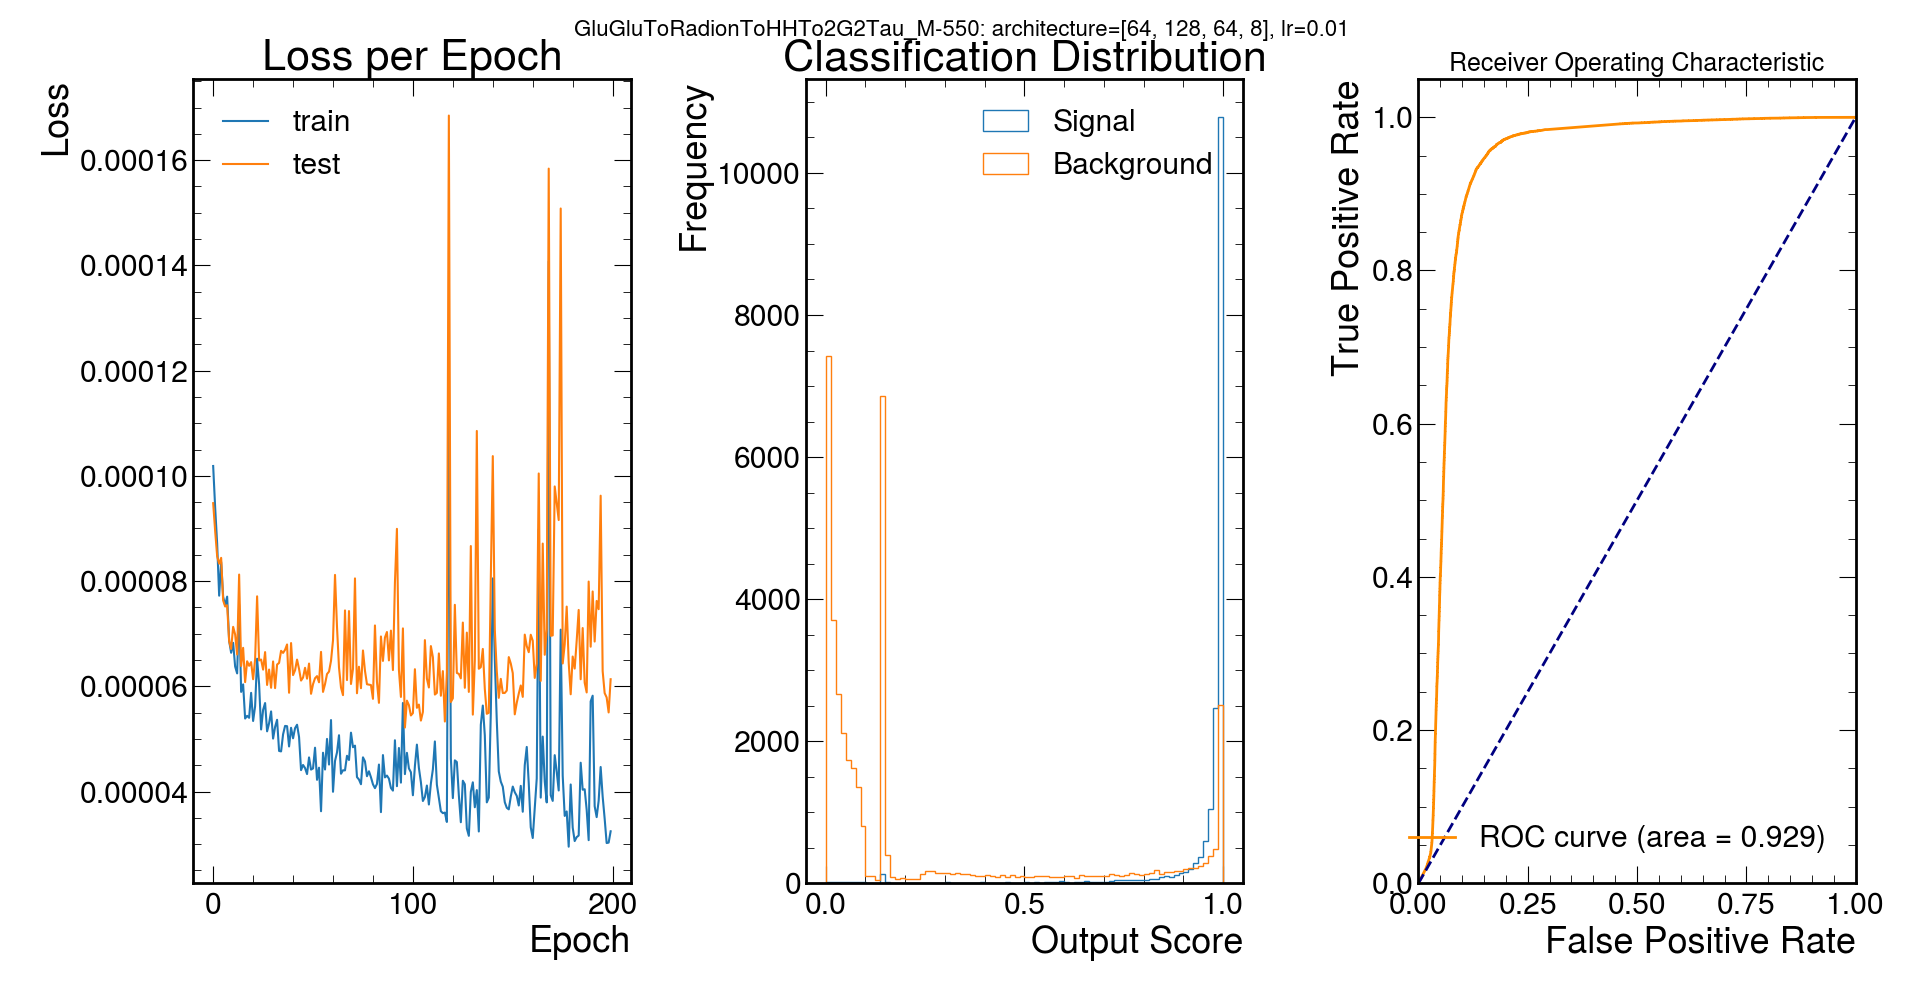 GluGluToRadionToHHTo2G2Tau_M-550: architecture=[64, 128, 64, 8], lr=0.01
Loss per Epoch
Loss
train
test
0.00016
0.00014
0.00012
0.00010
0.00008
0.00006
0.00004
0 100 200
Epoch
Classification Distribution
Frequency
Signal
Background
10000
8000
6000
4000
2000
0
0.0 0.5 1.0
Output Score
Receiver Operating Characteristic
True Positive Rate
1.0
0.8
0.6
0.4
0.2
0.0
ROC curve (area = 0.929)
0.00 0.25 0.50 0.75 1.00
False Positive Rate